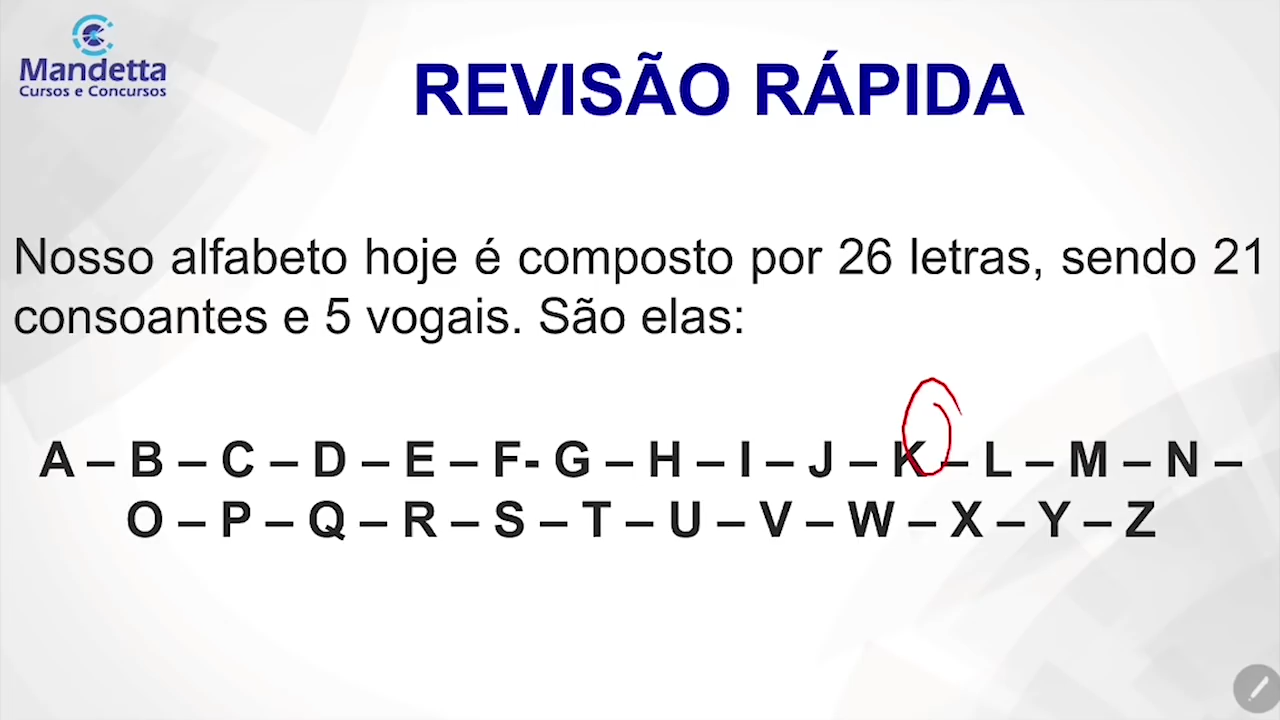 Mandetta
Cursos e Concursos
REVISÃO RÁPIDA
Nosso alfabeto hoje é composto por 26 letras, sendo 21
consoantes e 5 vogais. São elas:
A – B – C – D – E – F- G – H – I – J – K – L – M – N –
O – P – Q – R – S – T – U – V – W – X – Y – Z